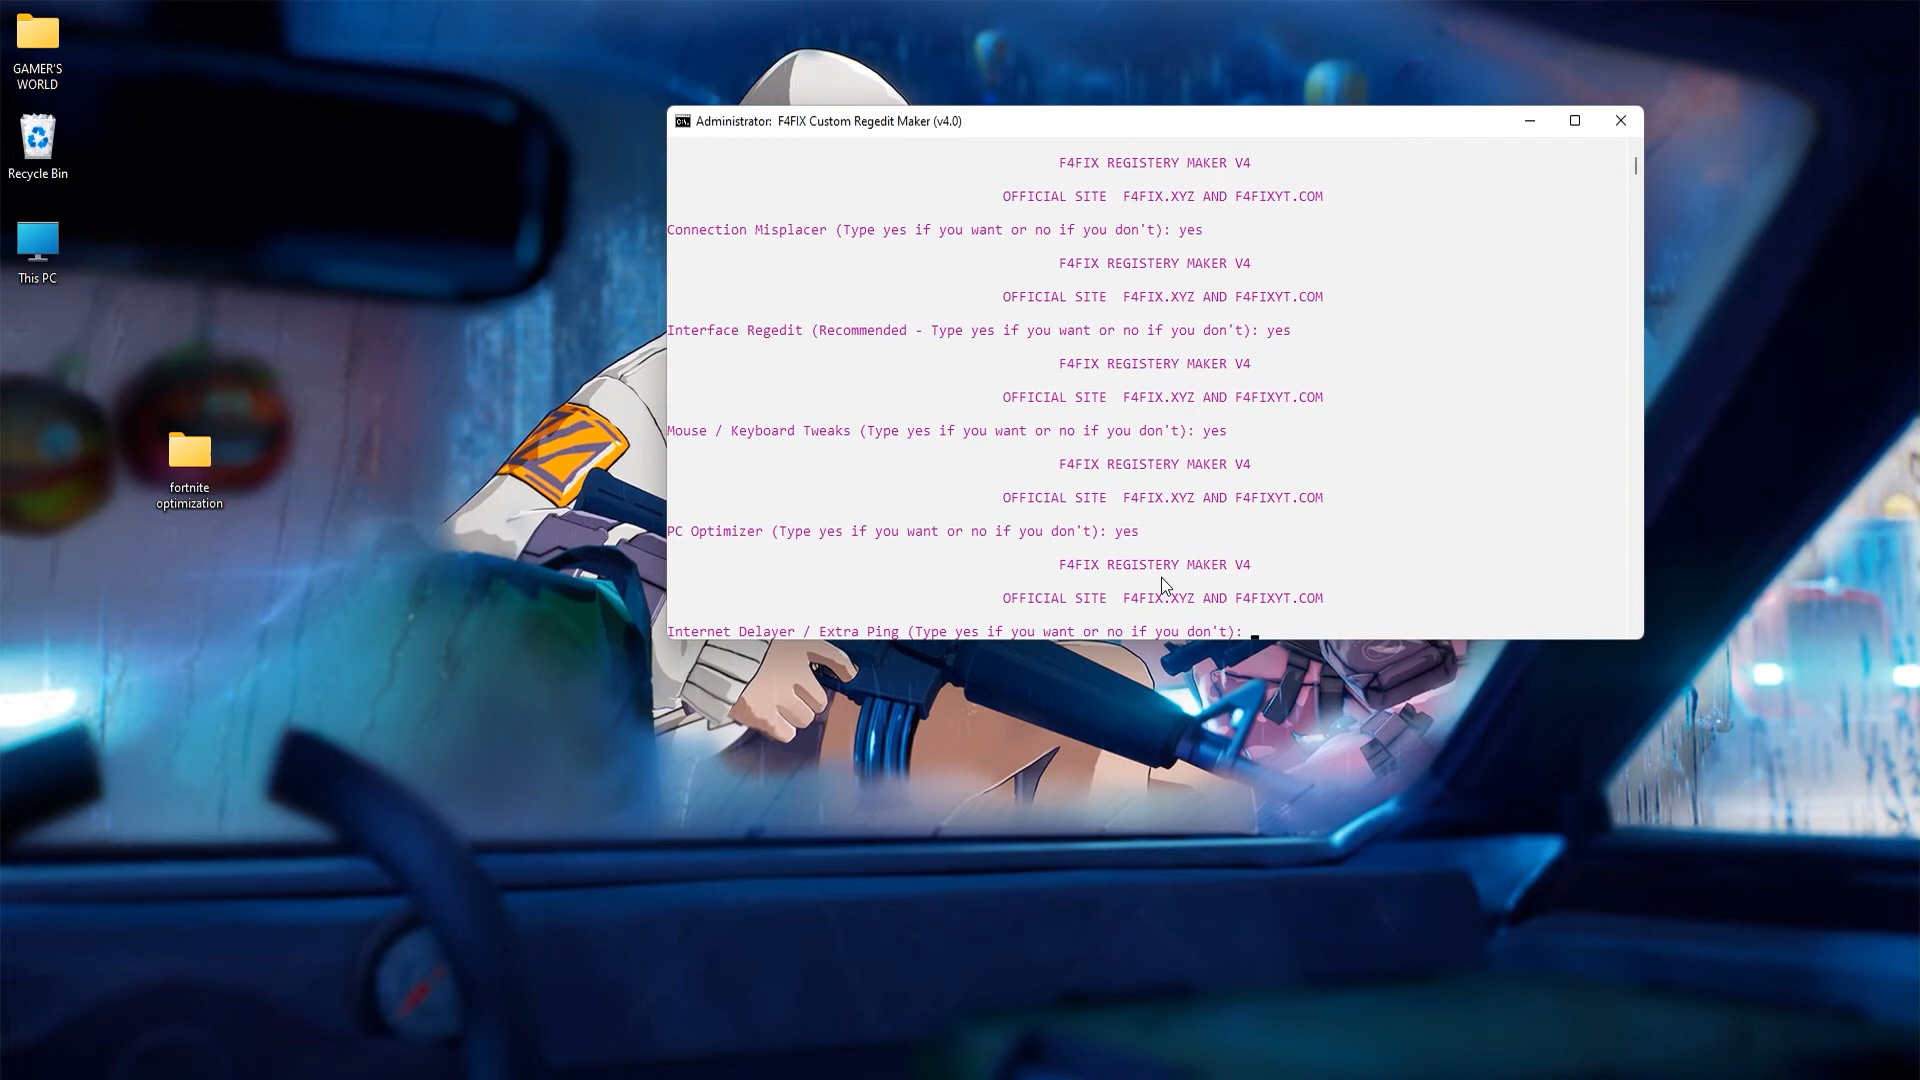 GAMER'S
WORLD
Recycle Bin
This PC
fortnite
optimization
Administrator:  F4FIX Custom Regedit Maker (v4.0)
F4FIX REGISTERY MAKER V4
OFFICIAL SITE  F4FIX.XYZ AND F4FIXYT.COM
Connection Misplacer (Type yes if you want or no if you don't): yes
F4FIX REGISTERY MAKER V4
OFFICIAL SITE  F4FIX.XYZ AND F4FIXYT.COM
Interface Regedit (Recommended - Type yes if you want or no if you don't): yes
F4FIX REGISTERY MAKER V4
OFFICIAL SITE  F4FIX.XYZ AND F4FIXYT.COM
Mouse / Keyboard Tweaks (Type yes if you want or no if you don't): yes
F4FIX REGISTERY MAKER V4
OFFICIAL SITE  F4FIX.XYZ AND F4FIXYT.COM
PC Optimizer (Type yes if you want or no if you don't): yes
F4FIX REGISTERY MAKER V4
OFFICIAL SITE  F4FIX.XYZ AND F4FIXYT.COM
Internet Delayer / Extra Ping (Type yes if you want or no if you don't):